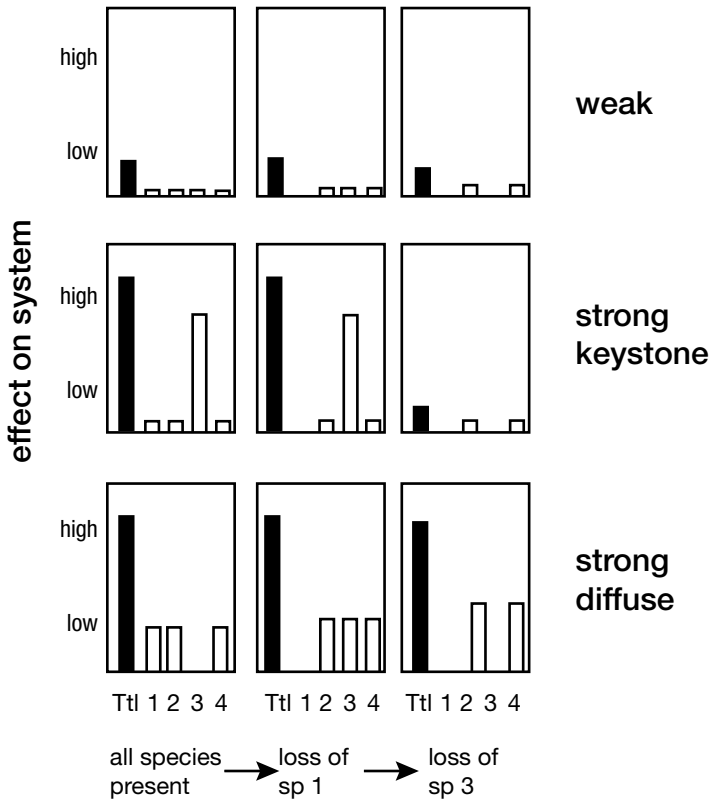 high
low
weak
effect on system
high
low
strong
keystone
high
low
strong
diffuse
Ttl 1 2 3 4
Ttl 1 2 3 4
Ttl 1 2 3 4
all species
present
loss of
sp 1
loss of
sp 3